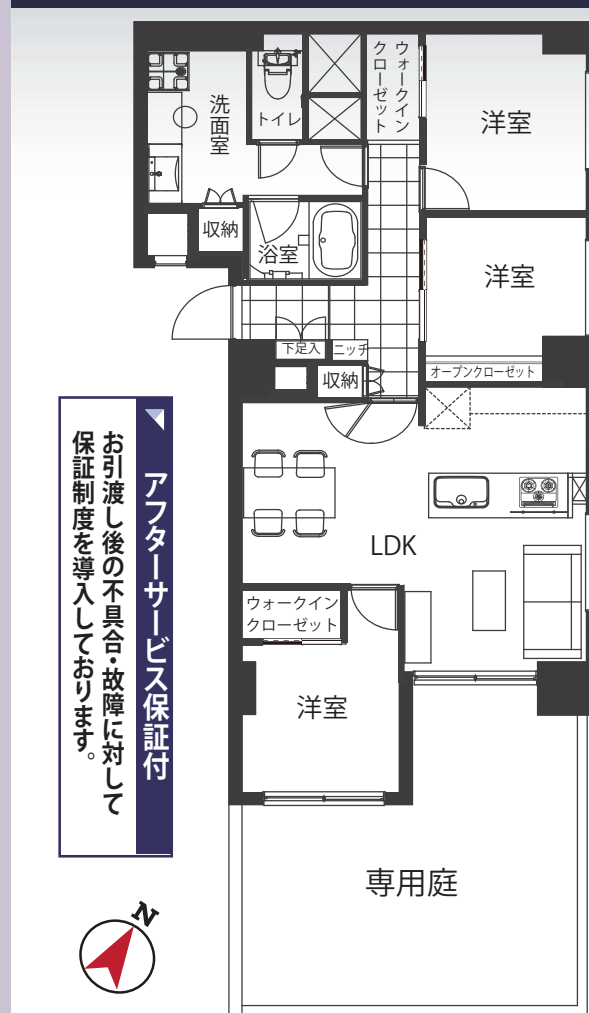 洗面室
トイレ
ウォークイン
クローゼット
洋室
収納
浴室
洋室
下足入
ニッチ
収納
オープンクローゼット
LDK
ウォークイン
クローゼット
洋室
専用庭
アフターサービス保証付
お引渡し後の不具合・故障に対して
保証制度を導入しております。
N